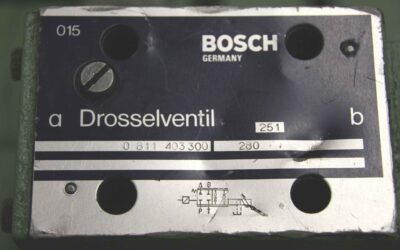 015
BOSCH
GERMANY
a Drosselventil b
251
0 811 403 300 280
A B
P T